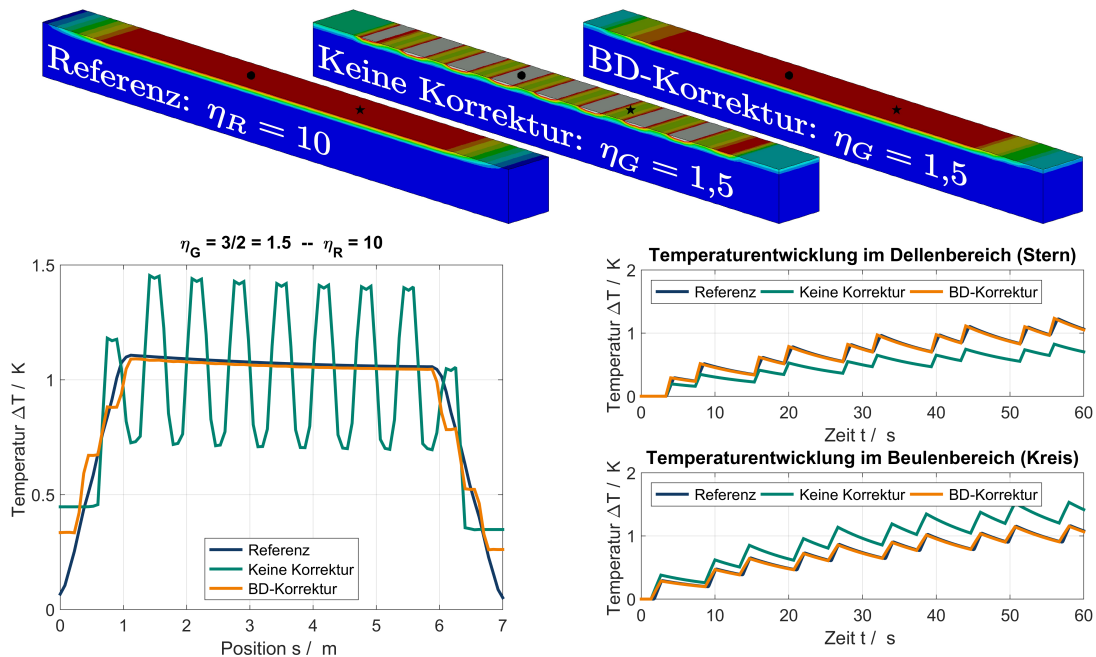 Referenz: η_R = 10
Keine Korrektur: η_G = 1,5
BD-Korrektur: η_G = 1,5
η_G = 3/2 = 1.5 -- η_R = 10
1.5
1
0.5
0
Temperatur ΔT / K
Referenz
Keine Korrektur
BD-Korrektur
0 1 2 3 4 5 6 7
Position s / m
Temperaturentwicklung im Dellenbereich (Stern)
2
1
0
Temperatur ΔT / K
Referenz Keine Korrektur BD-Korrektur
0 10 20 30 40 50 60
Zeit t / s
Temperaturentwicklung im Beulenbereich (Kreis)
2
1
0
Temperatur ΔT / K
Referenz Keine Korrektur BD-Korrektur
0 10 20 30 40 50 60
Zeit t / s